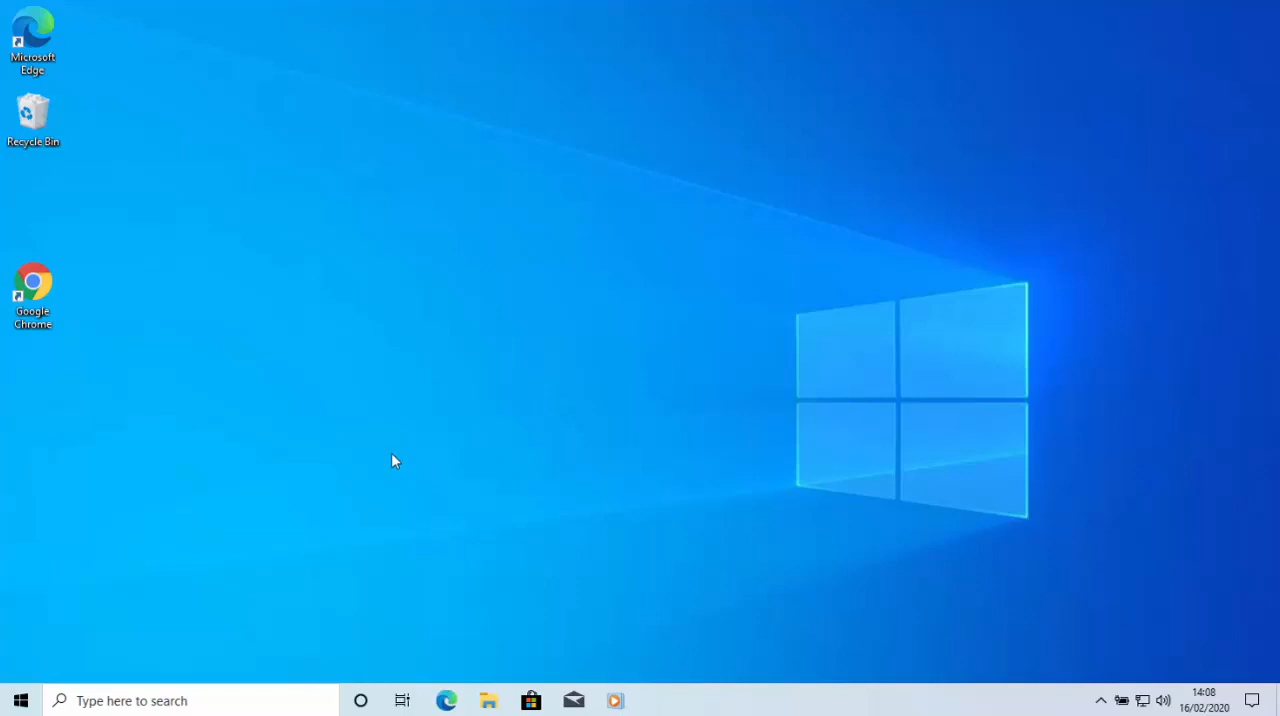 Microsoft
Edge
Recycle Bin
Google
Chrome
Type here to search
14:08
16/02/2020